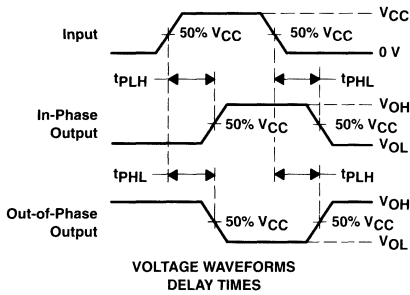 VCC
Input
50% VCC
50% VCC
0 V
tPLH
tPHL
In-Phase
Output
50% VCC
50% VCC
VOH
VOL
tPHL
tPLH
Out-of-Phase
Output
50% VCC
50% VCC
VOH
VOL
VOLTAGE WAVEFORMS
DELAY TIMES